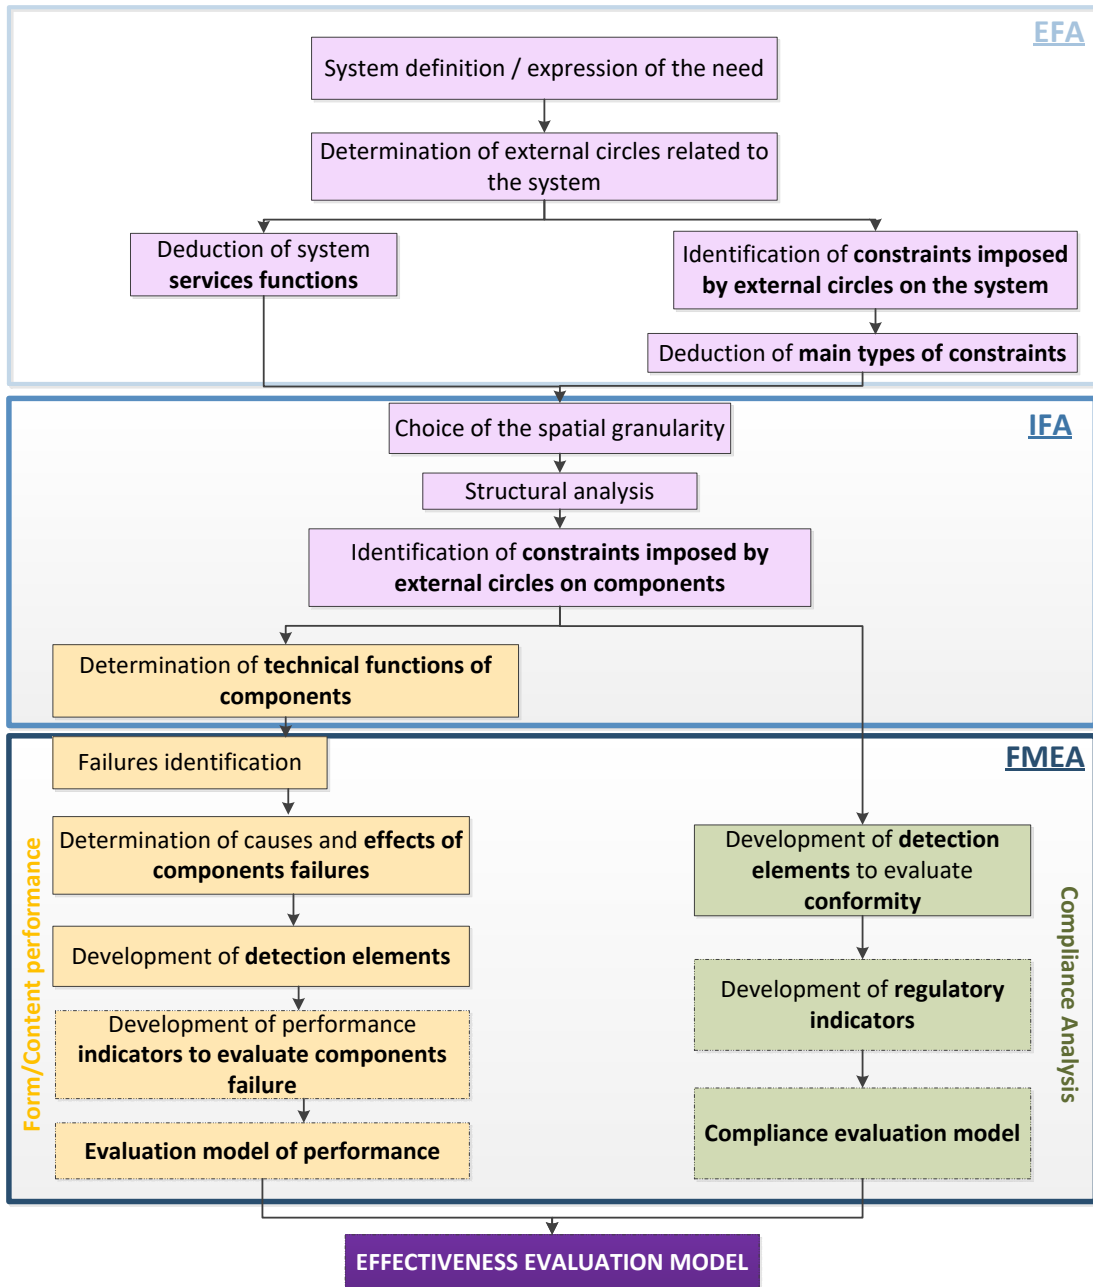 EFA
System definition / expression of the need
Determination of external circles related to
the system
Deduction of system
services functions
Identification of constraints imposed
by external circles on the system
Deduction of main types of constraints
IFA
Choice of the spatial granularity
Structural analysis
Identification of constraints imposed by
external circles on components
Determination of technical functions of
components
FMEA
Failures identification
Form/Content performance
Determination of causes and effects of
components failures
Development of detection elements
Development of performance
indicators to evaluate components
failure
Evaluation model of performance
Development of detection
elements to evaluate
conformity
Development of regulatory
indicators
Compliance evaluation model
Compliance Analysis
EFFECTIVENESS EVALUATION MODEL